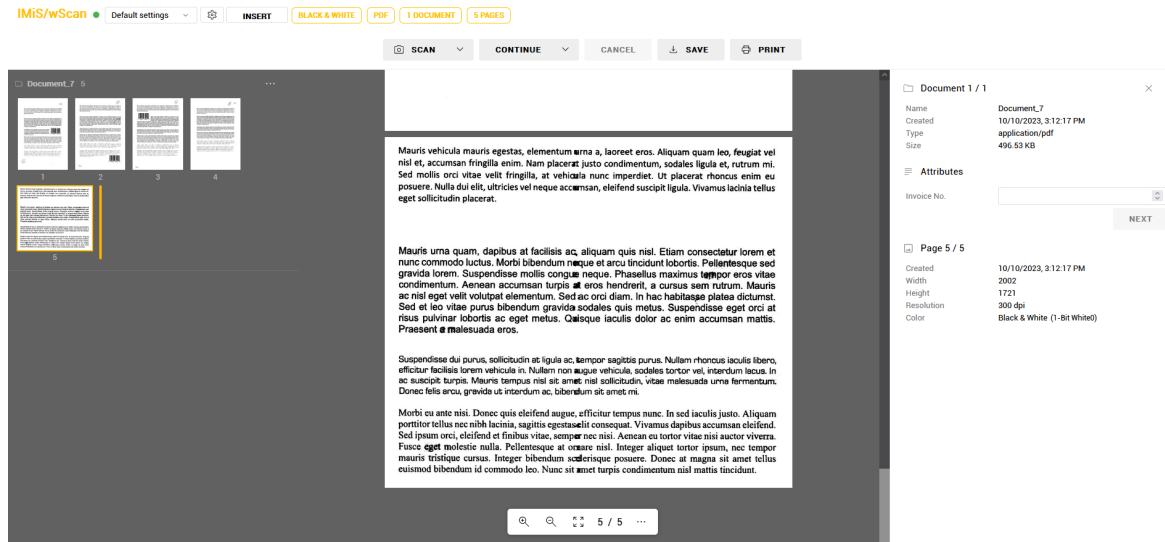 IMiS/wScan
Default settings
INSERT
BLACK & WHITE
PDF
1 DOCUMENT
5 PAGES
SCAN
CONTINUE
CANCEL
SAVE
PRINT
Document_7 5
1
2
3
4
5
Mauris vehicula mauris egestas, elementum urna a, laoreet eros. Aliquam quam leo, feugiat vel
nisl et, accumsan fringilla enim. Nam placerat justo condimentum, sodales ligula et, rutrum mi.
Sed mollis orci vitae velit fringilla, at vehicula nunc imperdiet. Ut placerat rhoncus enim eu
posuere. Nulla dui elit, ultricies vel neque accumsan, eleifend suscipit ligula. Vivamus lacinia tellus
eget sollicitudin placerat.
Mauris urna quam, dapibus at facilisis ac, aliquam quis nisl. Etiam consectetur lorem et
nunc commodo luctus. Morbi bibendum neque et arcu tincidunt lobortis. Pellentesque sed
gravida lorem. Suspendisse mollis congue neque. Phasellus maximus tempor eros vitae
condimentum. Aenean accumsan turpis at eros hendrerit, a cursus sem rutrum. Mauris
ac nisl eget velit volutpat elementum. Sed ac orci diam. In hac habitasse platea dictumst.
Sed et leo vitae purus bibendum gravida sodales quis metus. Suspendisse eget orci at
risus pulvinar lobortis ac eget metus. Quisque iaculis dolor ac enim accumsan mattis.
Praesent a malesuada eros.
Suspendisse dui purus, sollicitudin at ligula ac, tempor sagittis purus. Nullam rhoncus iaculis libero,
efficitur facilisis lorem vehicula in. Nullam non augue vehicula, sodales tortor vel, interdum lacus. In
ac suscipit turpis. Mauris tempus nisl sit amet nisl sollicitudin, vitae malesuada urna fermentum.
Donec felis arcu, gravida ut interdum ac, bibendum sit amet mi.
Morbi eu ante nisi. Donec quis eleifend augue, efficitur tempus nunc. In sed iaculis justo. Aliquam
porttitor tellus nec nibh lacinia, sagittis egestas elit consequat. Vivamus dapibus accumsan eleifend.
Sed ipsum orci, eleifend et finibus vitae, semper nec nisi. Aenean eu tortor vitae nisi auctor viverra.
Fusce eget molestie nulla. Pellentesque at ornare nisl. Integer aliquet tortor ipsum, nec tempor
mauris tristique cursus. Integer bibendum scelerisque posuere. Donec at magna sit amet tellus
euismod bibendum id commodo leo. Nunc sit amet turpis condimentum nisl mattis tincidunt.
5 / 5
Document 1 / 1
Name Document_7
Created 10/10/2023, 3:12:17 PM
Type application/pdf
Size 496.53 KB
Attributes
Invoice No.
NEXT
Page 5 / 5
Created 10/10/2023, 3:12:17 PM
Width 2002
Height 1721
Resolution 300 dpi
Color Black & White (1-Bit White0)